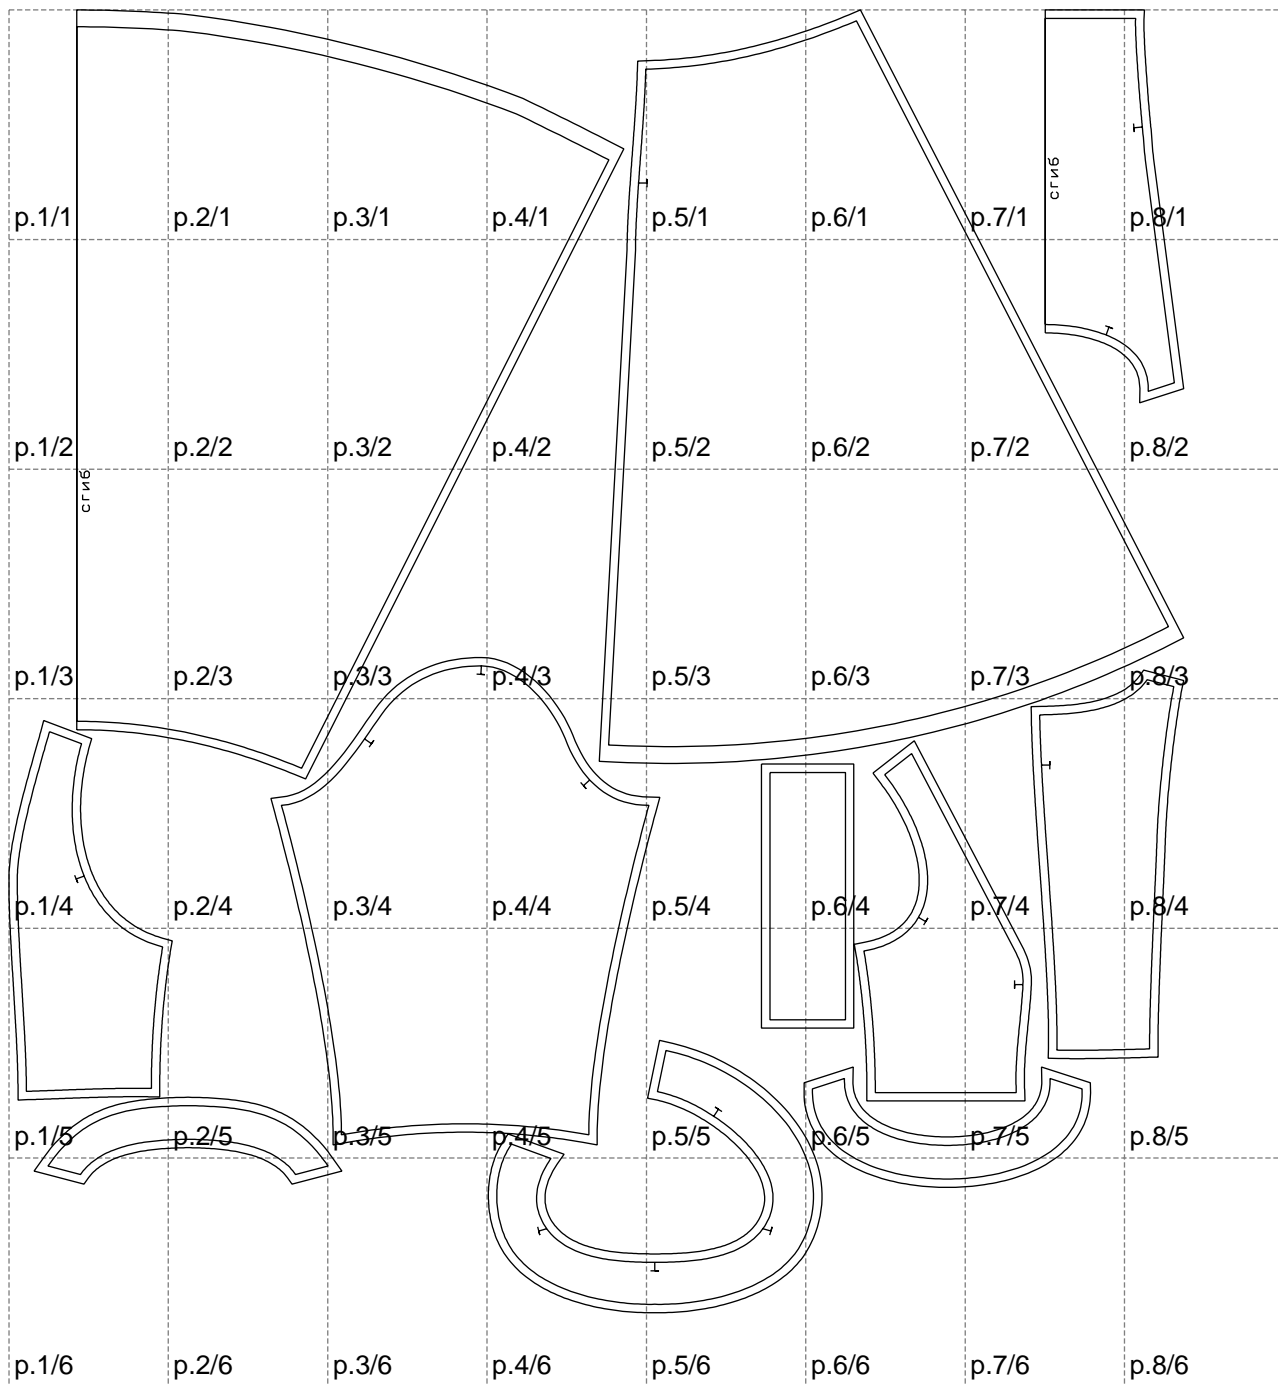 сгиб
p.1/1 p.2/1 p.3/1 p.4/1 p.5/1 p.6/1 p.7/1 p.8/1
p.1/2 p.2/2 p.3/2 p.4/2 p.5/2 p.6/2 p.7/2 p.8/2
сгиб
p.1/3 p.2/3 p.3/3 p.4/3 p.5/3 p.6/3 p.7/3 p.8/3
p.1/4 p.2/4 p.3/4 p.4/4 p.5/4 p.6/4 p.7/4 p.8/4
p.1/5 p.2/5 p.3/5 p.4/5 p.5/5 p.6/5 p.7/5 p.8/5
p.1/6 p.2/6 p.3/6 p.4/6 p.5/6 p.6/6 p.7/6 p.8/6